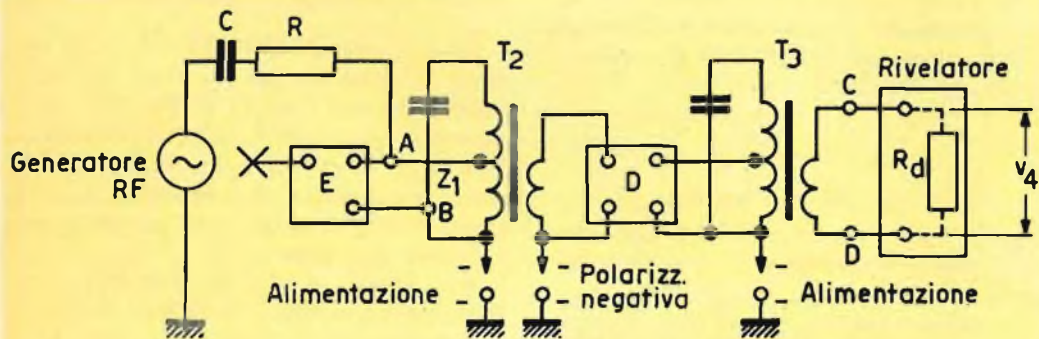 C
R
T2
T3
C
Rivelatore
Generatore
RF
A
E
Z1
B
D
Rd
v4
D
Alimentazione
Polarizz.
negativa
Alimentazione